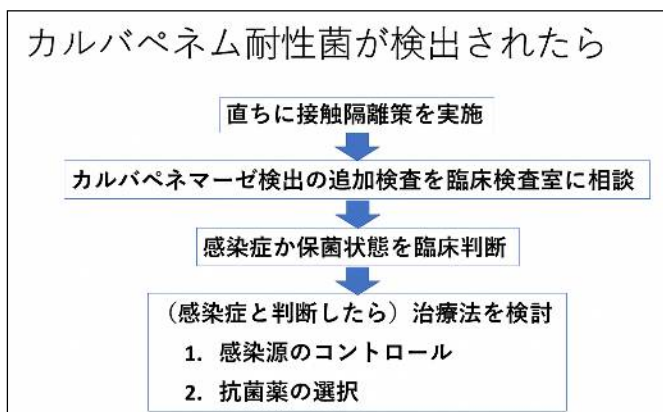 カルバペネム耐性菌が検出されたら
直ちに接触隔離策を実施
カルバペネマーゼ検出の追加検査を臨床検査室に相談
感染症か保菌状態を臨床判断
（感染症と判断したら）治療法を検討
1. 感染源のコントロール
2. 抗菌薬の選択